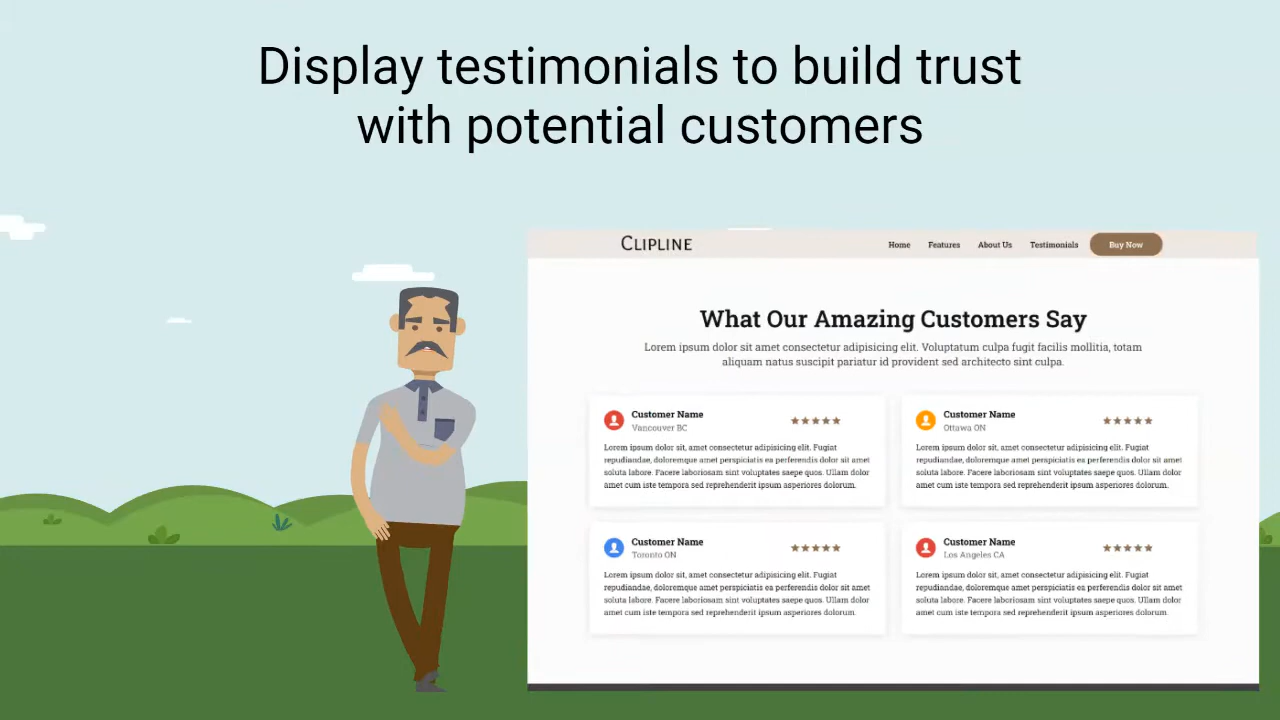 Display testimonials to build trust
with potential customers
CLIPLINE
Home Features About Us Testimonials Buy Now
What Our Amazing Customers Say
Lorem ipsum dolor sit amet consectetur adipisicing elit. Voluptatum culpa fugit facilis mollitia, totam
aliquam natus suscipit pariatur id provident sed architecto sint culpa.
Customer Name
Vancouver BC
Lorem ipsum dolor sit, amet consectetur adipisicing elit. Fugiat
repudiandae, doloremque amet perspiciatis ea perferendis dolor sit amet
soluta labore. Facere laboriosam sint voluptates saepe quos. Ullam dolor
amet cum iste tempora sed reprehenderit ipsum asperiores dolorum.
Customer Name
Ottawa ON
Lorem ipsum dolor sit, amet consectetur adipisicing elit. Fugiat
repudiandae, doloremque amet perspiciatis ea perferendis dolor sit amet
soluta labore. Facere laboriosam sint voluptates saepe quos. Ullam dolor
amet cum iste tempora sed reprehenderit ipsum asperiores dolorum.
Customer Name
Toronto ON
Lorem ipsum dolor sit, amet consectetur adipisicing elit. Fugiat
repudiandae, doloremque amet perspiciatis ea perferendis dolor sit amet
soluta labore. Facere laboriosam sint voluptates saepe quos. Ullam dolor
amet cum iste tempora sed reprehenderit ipsum asperiores dolorum.
Customer Name
Los Angeles CA
Lorem ipsum dolor sit, amet consectetur adipisicing elit. Fugiat
repudiandae, doloremque amet perspiciatis ea perferendis dolor sit amet
soluta labore. Facere laboriosam sint voluptates saepe quos. Ullam dolor
amet cum iste tempora sed reprehenderit ipsum asperiores dolorum.